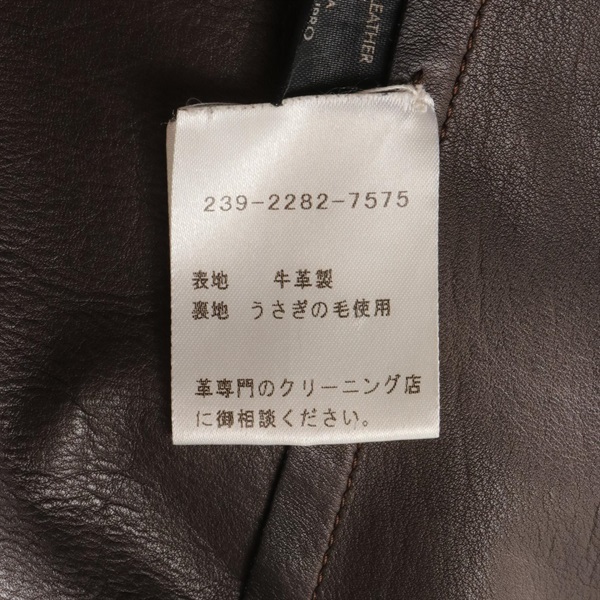 LEATHER
239-2282-7575
表地　牛革製
裏地　うさぎの毛使用
革専門のクリーニング店
に御相談ください。